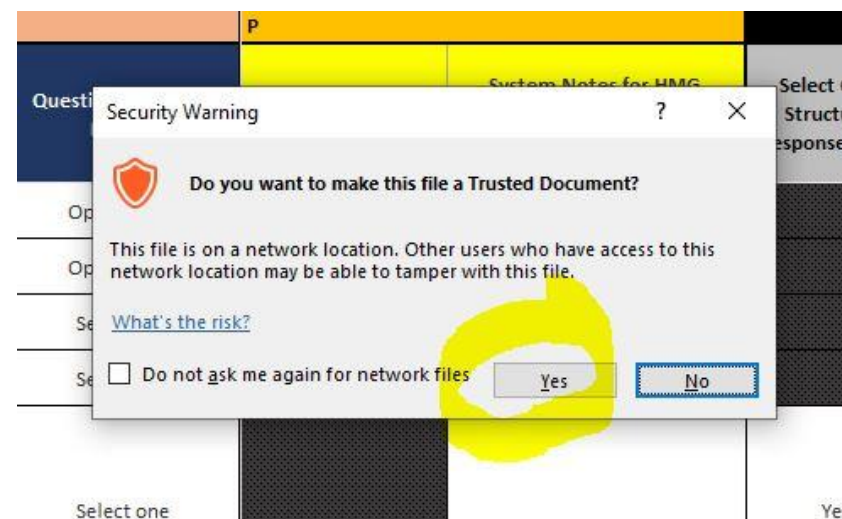 P
System Notes for HMG
Select
Struct
Security Warning
? X
Do you want to make this file a Trusted Document?
This file is on a network location. Other users who have access to this
network location may be able to tamper with this file.
What's the risk?
Do not ask me again for network files
Yes
No
Select one